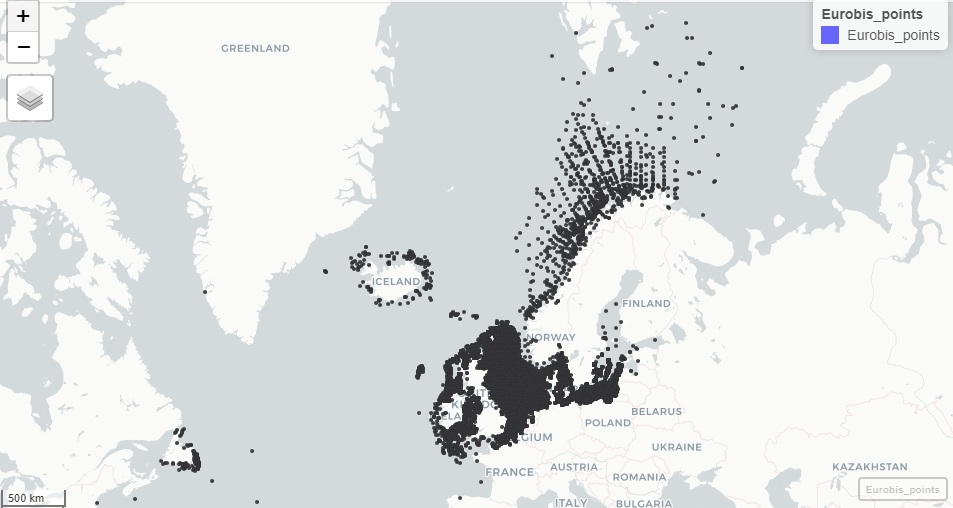 +
Eurobis_points
Eurobis_points
−
GREENLAND
ICELAND
FINLAND
NORWAY
BELARUS
POLAND
GIUM
UKRAINE
FRANCE
AUSTRIA
KAZAKHSTAN
ROMANIA
500 km
Eurobis_points
ITALY
BULGARIA